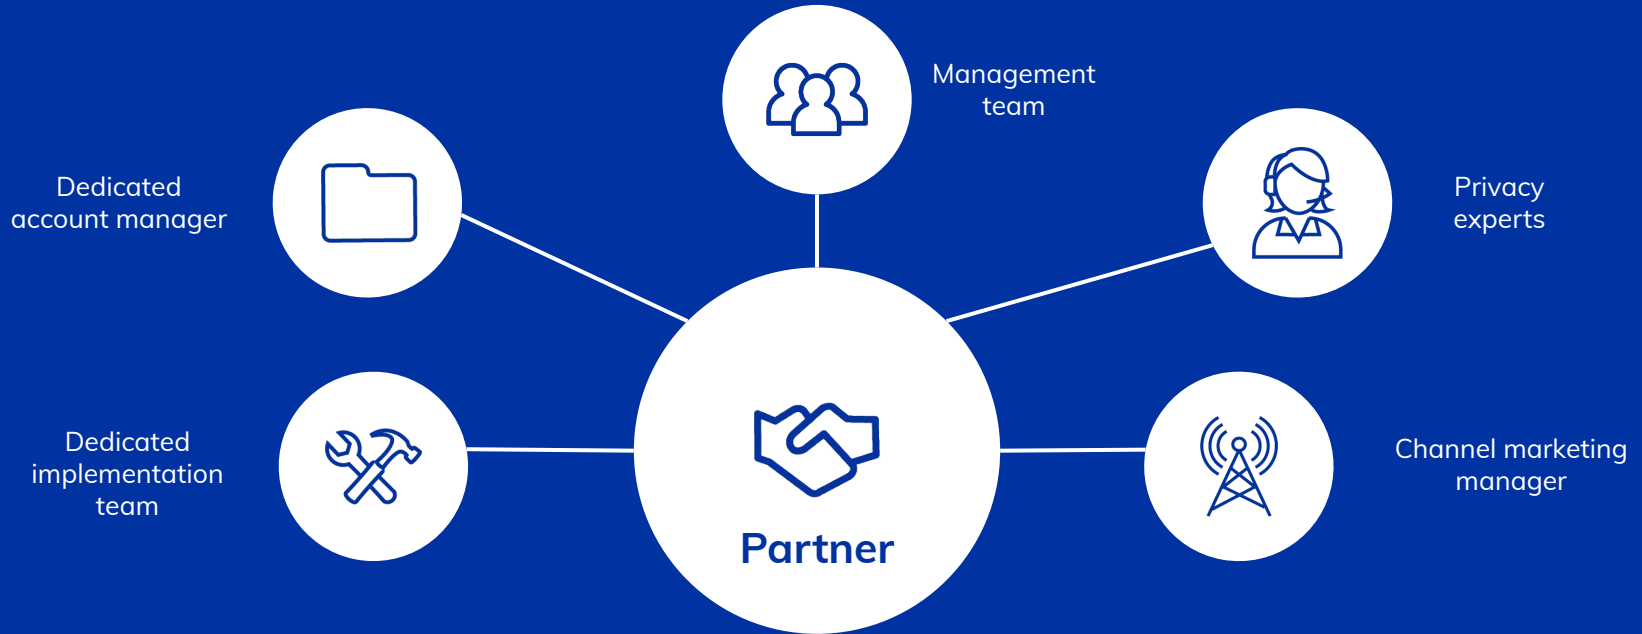 Management
team
Dedicated
account manager
Privacy
experts
Dedicated
implementation
team
Channel marketing
manager
Partner